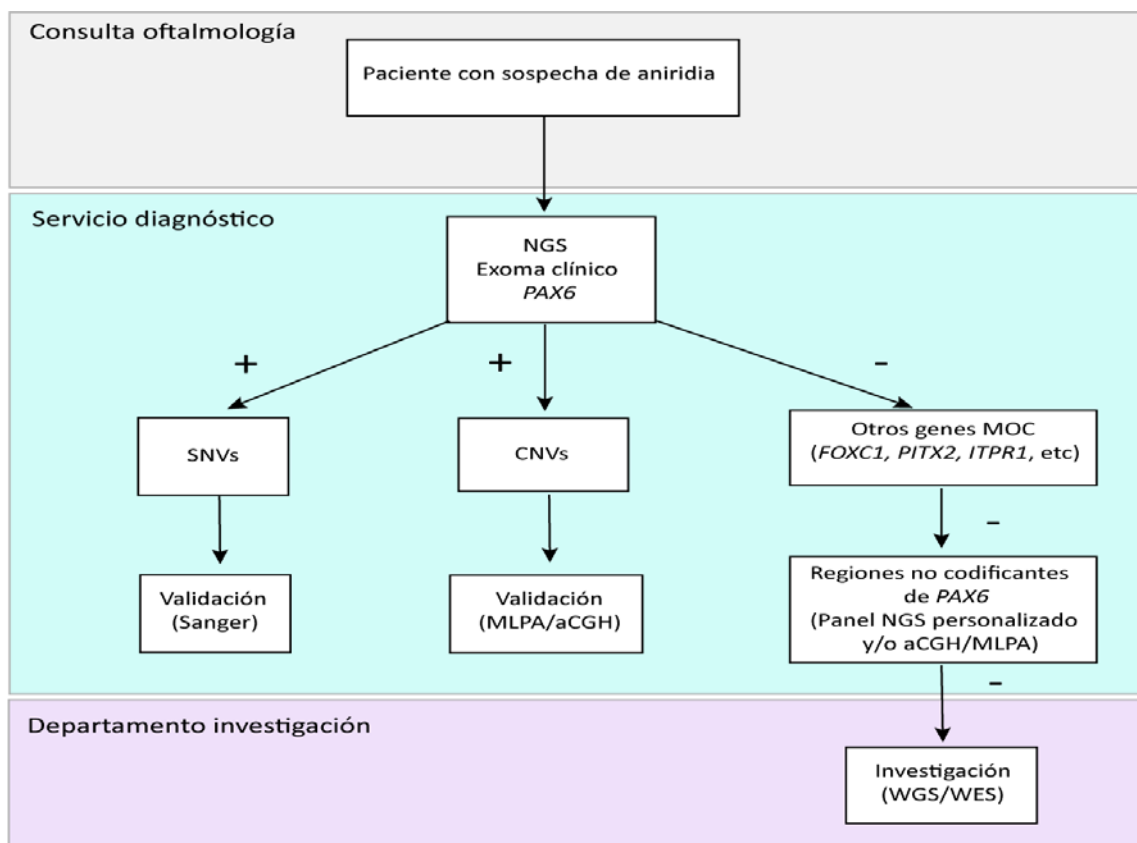 Consulta oftalmología
Paciente con sospecha de aniridia
Servicio diagnóstico
NGS
Exoma clínico
PAX6
+
+
-
SNVs
CNVs
Otros genes MOC
(FOXC1, PITX2, ITPR1, etc)
-
Validación
(Sanger)
Validación
(MLPA/aCGH)
Regiones no codificantes
de PAX6
(Panel NGS personalizado
y/o aCGH/MLPA)
-
Departamento investigación
Investigación
(WGS/WES)